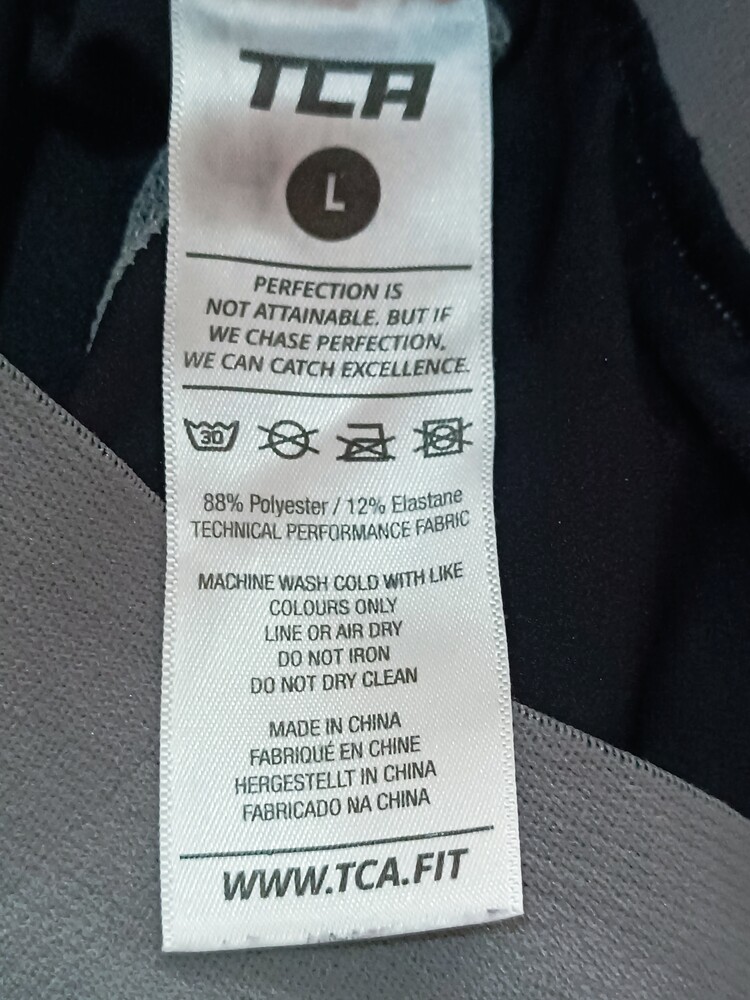 TCA
L
PERFECTION IS
NOT ATTAINABLE. BUT IF
WE CHASE PERFECTION,
WE CAN CATCH EXCELLENCE.
30
88% Polyester / 12% Elastane
TECHNICAL PERFORMANCE FABRIC
MACHINE WASH COLD WITH LIKE
COLOURS ONLY
LINE OR AIR DRY
DO NOT IRON
DO NOT DRY CLEAN
MADE IN CHINA
FABRIQUÉ EN CHINE
HERGESTELLT IN CHINA
FABRICADO NA CHINA
WWW.TCA.FIT